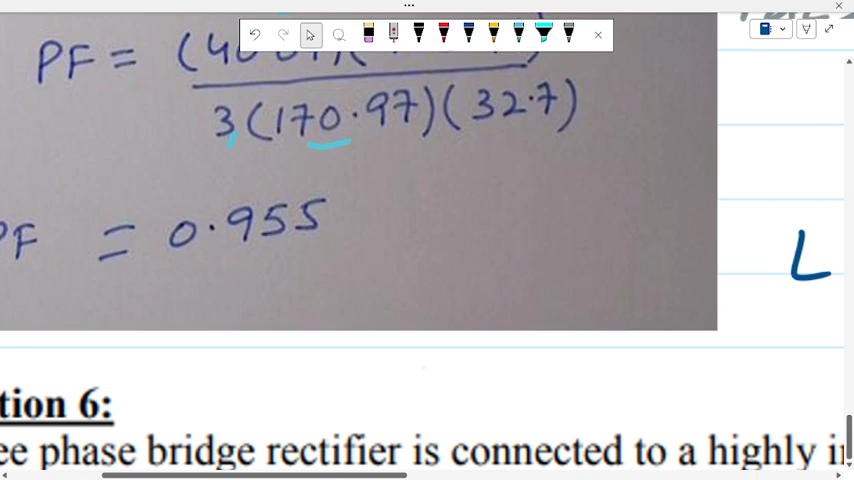 PF =
3(170.97)(32.7)
PF = 0.955
L
tion 6:
ee phase bridge rectifier is connected to a highly